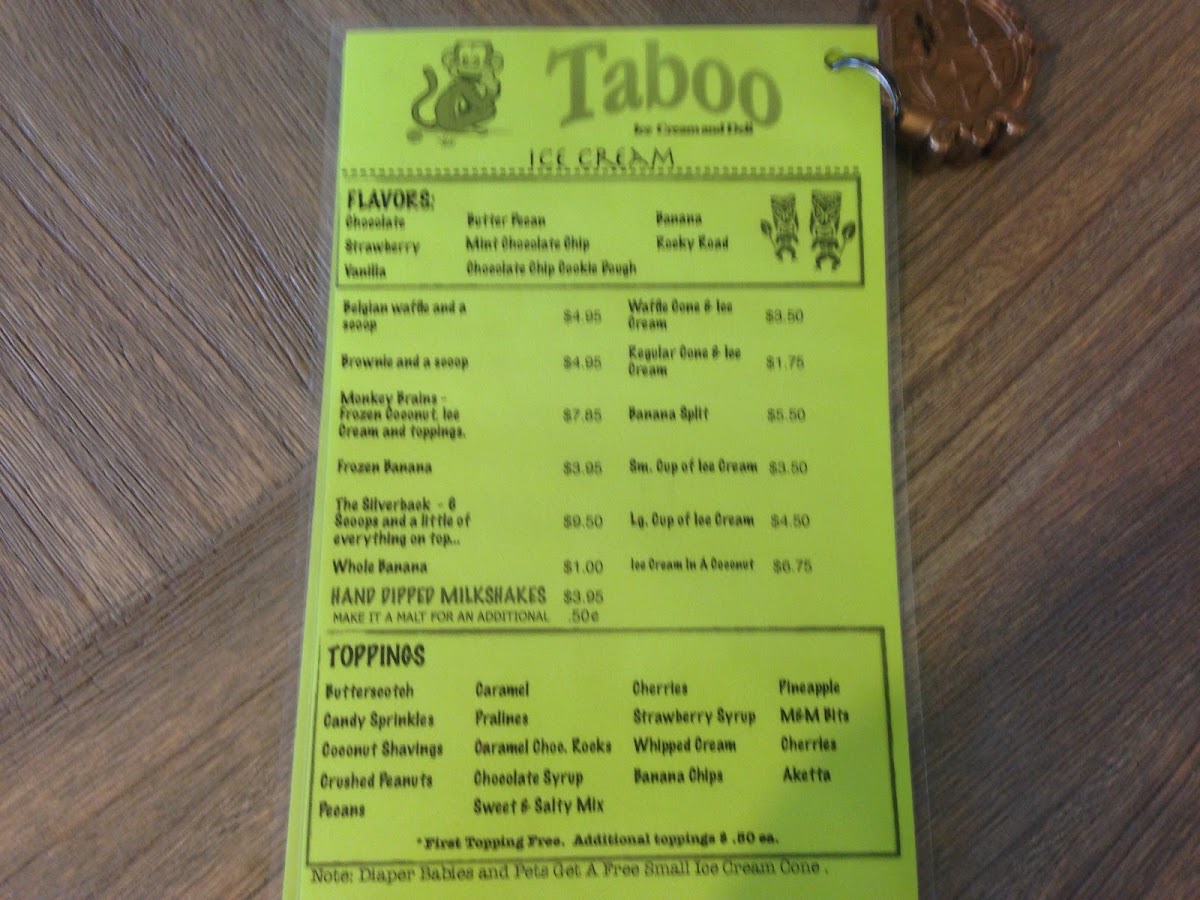 Taboo
Ice Cream and Deli
ICE CREAM
FLAVORS:
Chocolate Butter Pecan Banana
Strawberry Mint Chocolate Chip Rocky Road
Vanilla Chocolate Chip Cookie Dough
Belgian waffle and a
scoop $4.95
Waffle Cone & Ice
Cream $3.50
Brownie and a scoop $4.95
Regular Cone & Ice
Cream $1.75
Monkey Brains -
Frozen Coconut, Ice
Cream and toppings. $7.85
Banana Split $5.50
Frozen Banana $3.95
Sm. Cup of Ice Cream $3.50
The Silverback - 6
Scoops and a little of
everything on top... $9.50
Lg. Cup of Ice Cream $4.50
Whole Banana $1.00
Ice Cream In A Coconut $6.75
HAND DIPPED MILKSHAKES $3.95
MAKE IT A MALT FOR AN ADDITIONAL .50¢
TOPPINGS
Butterscotch Caramel Cherries Pineapple
Candy Sprinkles Pralines Strawberry Syrup M&M Bits
Coconut Shavings Caramel Choc. Rocks Whipped Cream Cherries
Crushed Peanuts Chocolate Syrup Banana Chips Aketta
Pecans Sweet & Salty Mix
*First Topping Free. Additional toppings $ .50 ea.
Note: Diaper Babies and Pets Get A Free Small Ice Cream Cone .